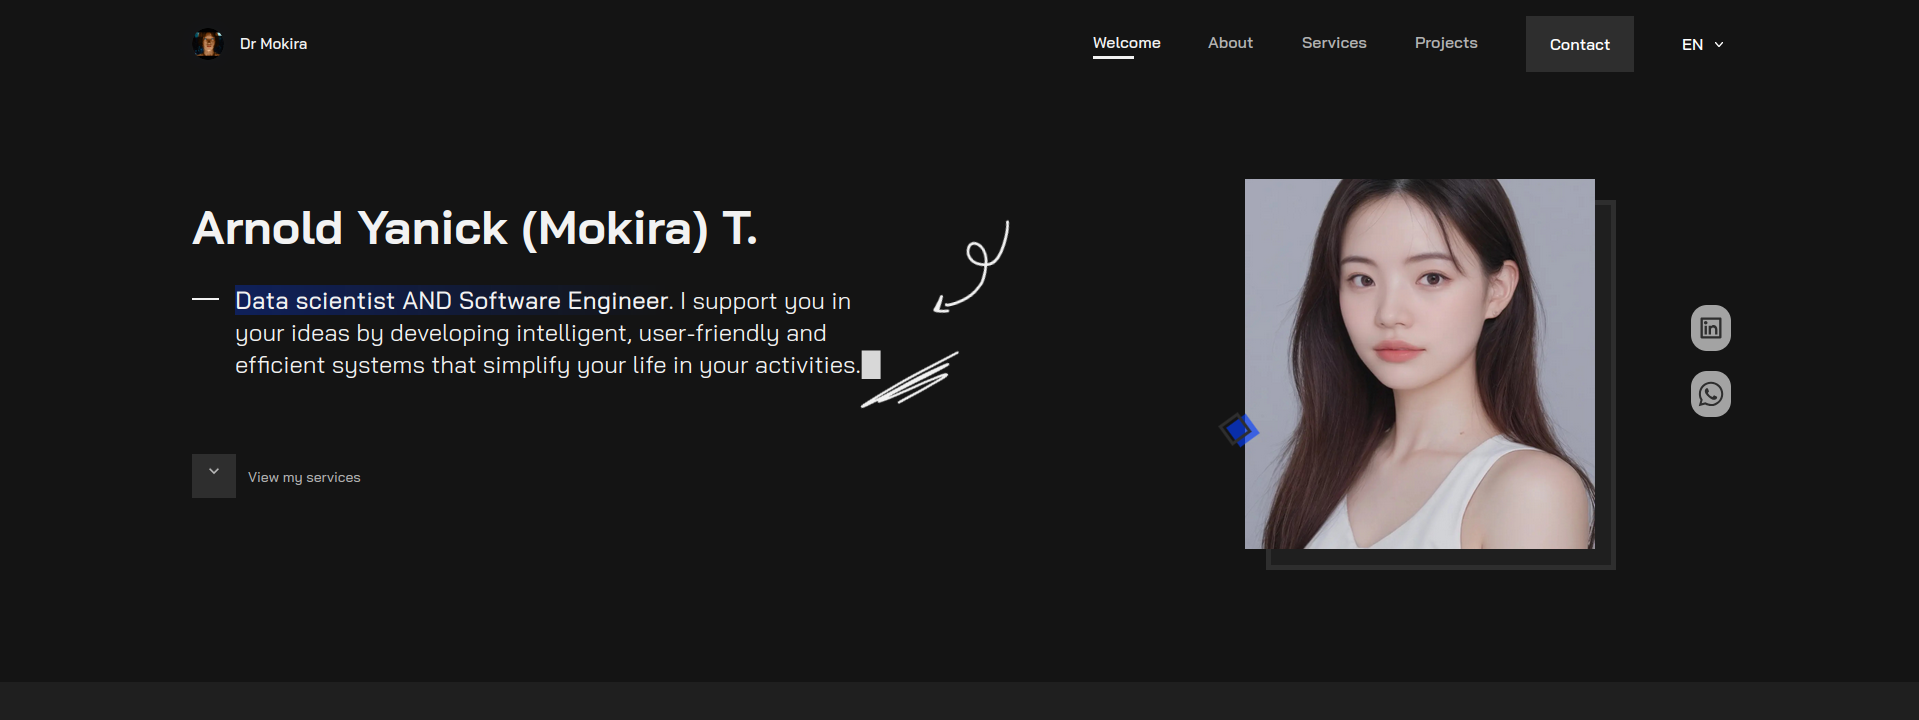 Dr Mokira
Welcome
About
Services
Projects
Contact
EN
Arnold Yanick (Mokira) T.
Data scientist AND Software Engineer. I support you in
your ideas by developing intelligent, user-friendly and
efficient systems that simplify your life in your activities.
in
View my services